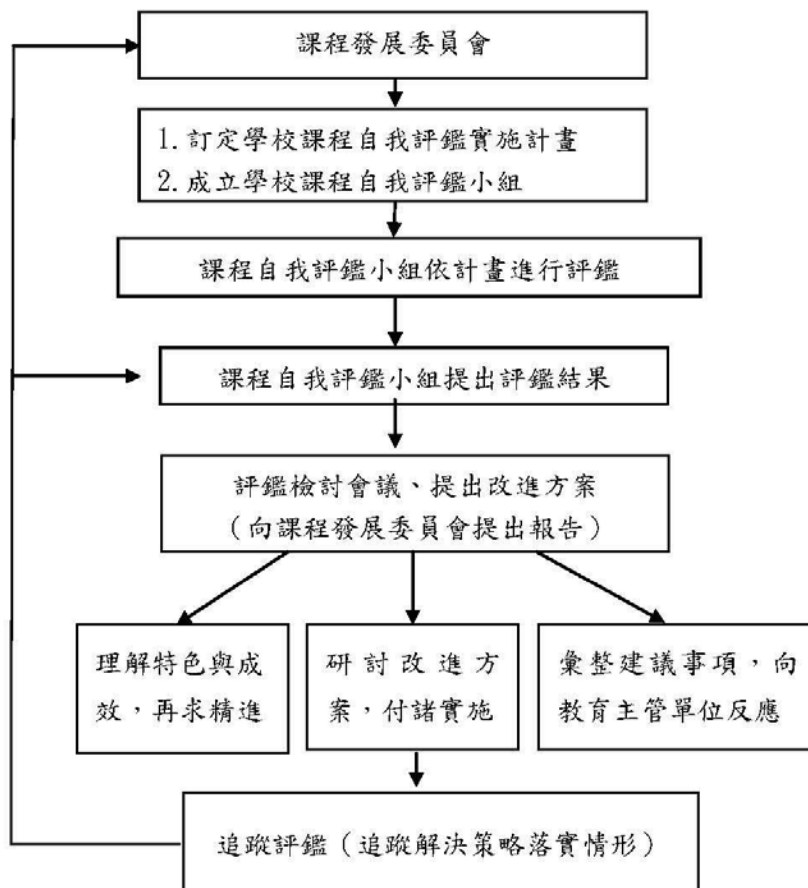 課程發展委員會
1.訂定學校課程自我評鑑實施計畫
2.成立學校課程自我評鑑小組
課程自我評鑑小組依計畫進行評鑑
課程自我評鑑小組提出評鑑結果
評鑑檢討會議、提出改進方案
（向課程發展委員會提出報告）
理解特色與成
效，再求精進
研討改進方
案，付諸實施
彙整建議事項，向
教育主管單位反應
追蹤評鑑（追蹤解決策略落實情形）